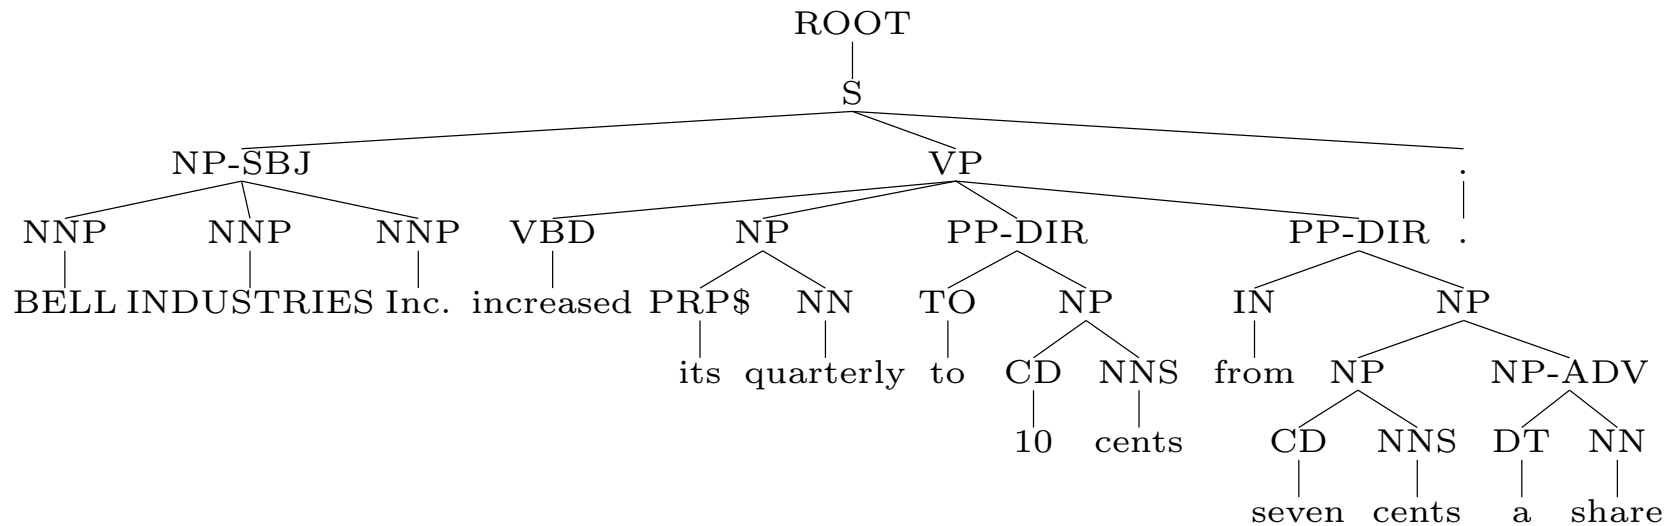 ROOT
S
NP-SBJ VP .
NNP NNP NNP VBD NP PP-DIR PP-DIR .
BELL INDUSTRIES Inc. increased PRP$ NN TO NP IN NP
its quarterly to CD NNS from NP NP-ADV
10 cents CD NNS DT NN
seven cents a share